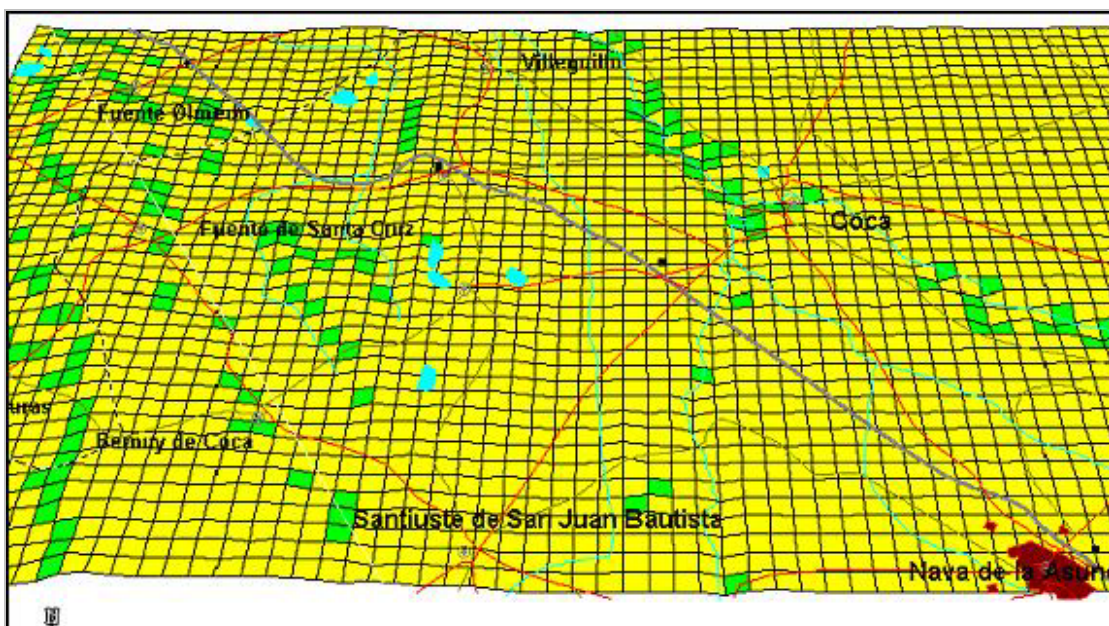 Villeguillo
Fuente Olmedo
Coca
Fuente de Santa Cruz
uras
Bernuy de Coca
Santiuste de San Juan Bautista
Nava de la Asunc
N